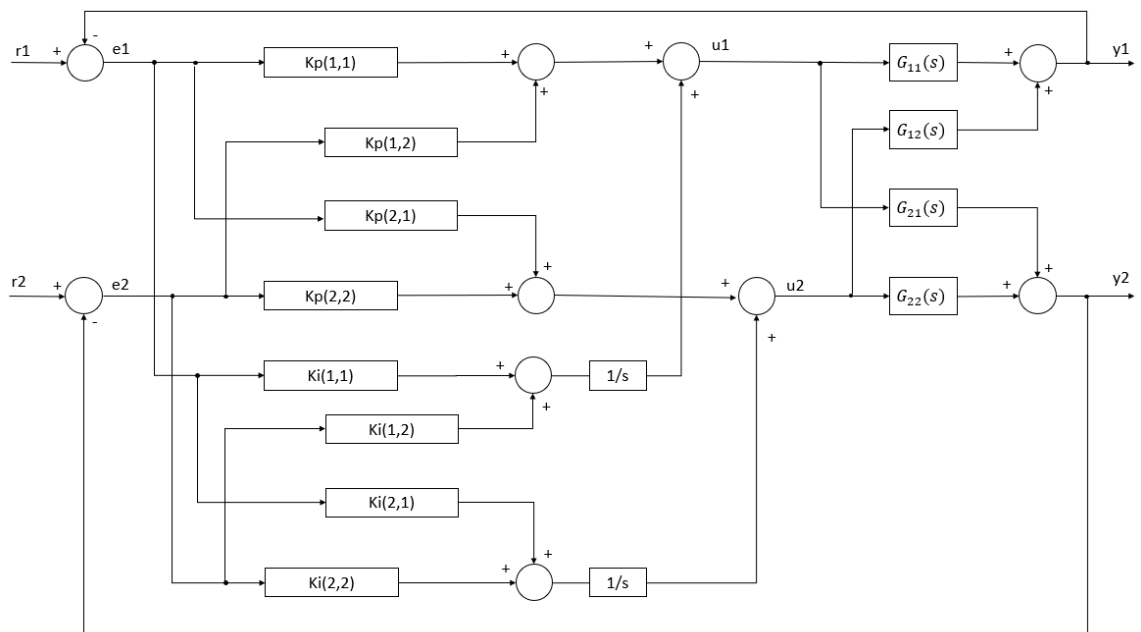 -
r1 + e1 Kp(1,1) + + u1 G₁₁(s) + y1
+ + +
Kp(1,2) G₁₂(s)
Kp(2,1) G₂₁(s)
r2 + e2 Kp(2,2) + + + u2 G₂₂(s) + + y2
- + +
Ki(1,1) + 1/s
+
Ki(1,2)
Ki(2,1)
+
Ki(2,2) + 1/s